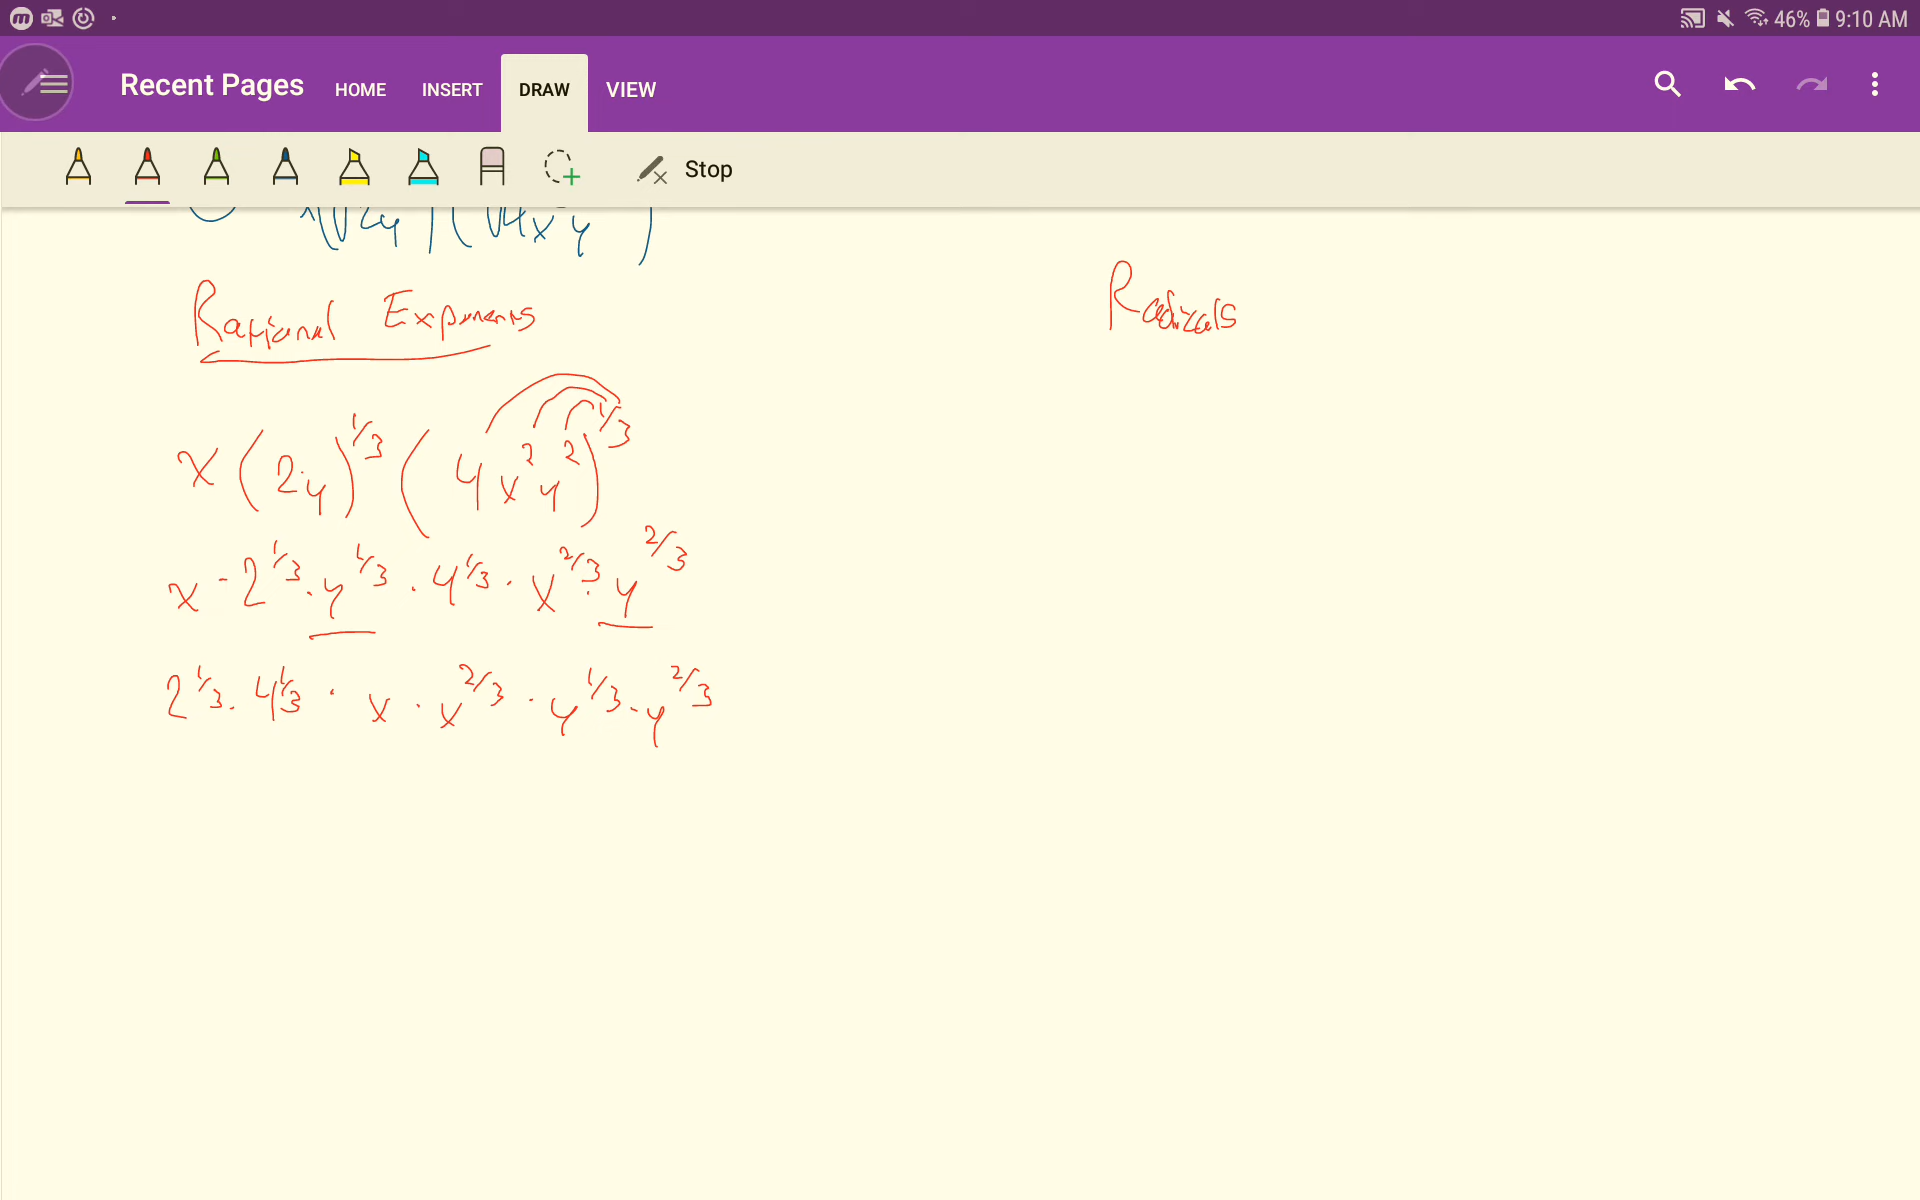 46% 9:10 AM
Recent Pages HOME INSERT DRAW VIEW
Stop
2y 4x y
Rational Exponents
Radicals
x(2y)^1/3 (4x^2y^2)^1/3
x · 2^1/3 · y^1/3 · 4^1/3 · x^2/3 · y^2/3
2^1/3 · 4^1/3 · x · x^2/3 · y^1/3 · y^2/3